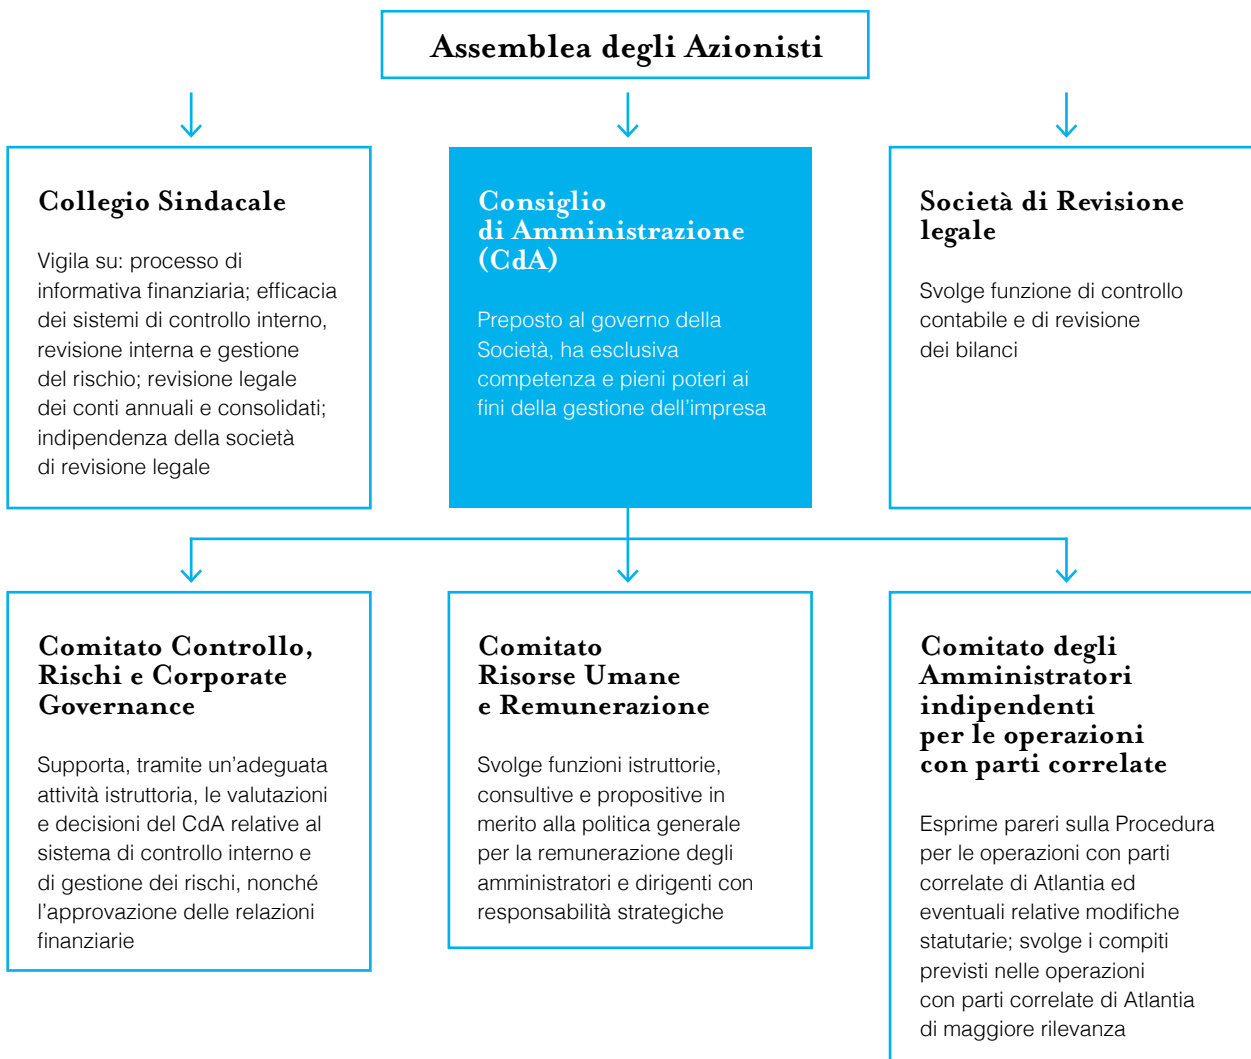 Assemblea degli Azionisti
Collegio Sindacale
Vigila su: processo di
informativa finanziaria; efficacia
dei sistemi di controllo interno,
revisione interna e gestione
del rischio; revisione legale
dei conti annuali e consolidati;
indipendenza della società
di revisione legale
Consiglio
di Amministrazione
(CdA)
Preposto al governo della
Società, ha esclusiva
competenza e pieni poteri ai
fini della gestione dell’impresa
Società di Revisione
legale
Svolge funzione di controllo
contabile e di revisione
dei bilanci
Comitato Controllo,
Rischi e Corporate
Governance
Supporta, tramite un’adeguata
attività istruttoria, le valutazioni
e decisioni del CdA relative al
sistema di controllo interno e
di gestione dei rischi, nonché
l’approvazione delle relazioni
finanziarie
Comitato
Risorse Umane
e Remunerazione
Svolge funzioni istruttorie,
consultive e propositive in
merito alla politica generale
per la remunerazione degli
amministratori e dirigenti con
responsabilità strategiche
Comitato degli
Amministratori
indipendenti
per le operazioni
con parti correlate
Esprime pareri sulla Procedura
per le operazioni con parti
correlate di Atlantia ed
eventuali relative modifiche
statutarie; svolge i compiti
previsti nelle operazioni
con parti correlate di Atlantia
di maggiore rilevanza